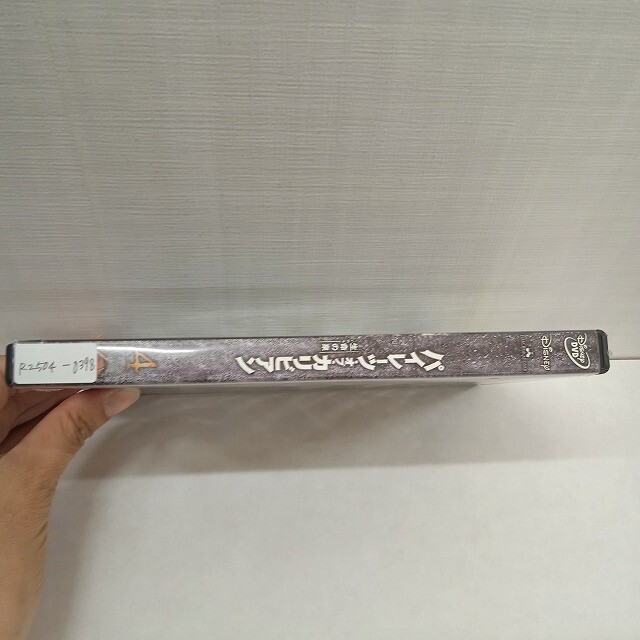 R2504-0398
Disney DVD
Disney
パイレーツ・オブ・カリビアン
生命の泉
4